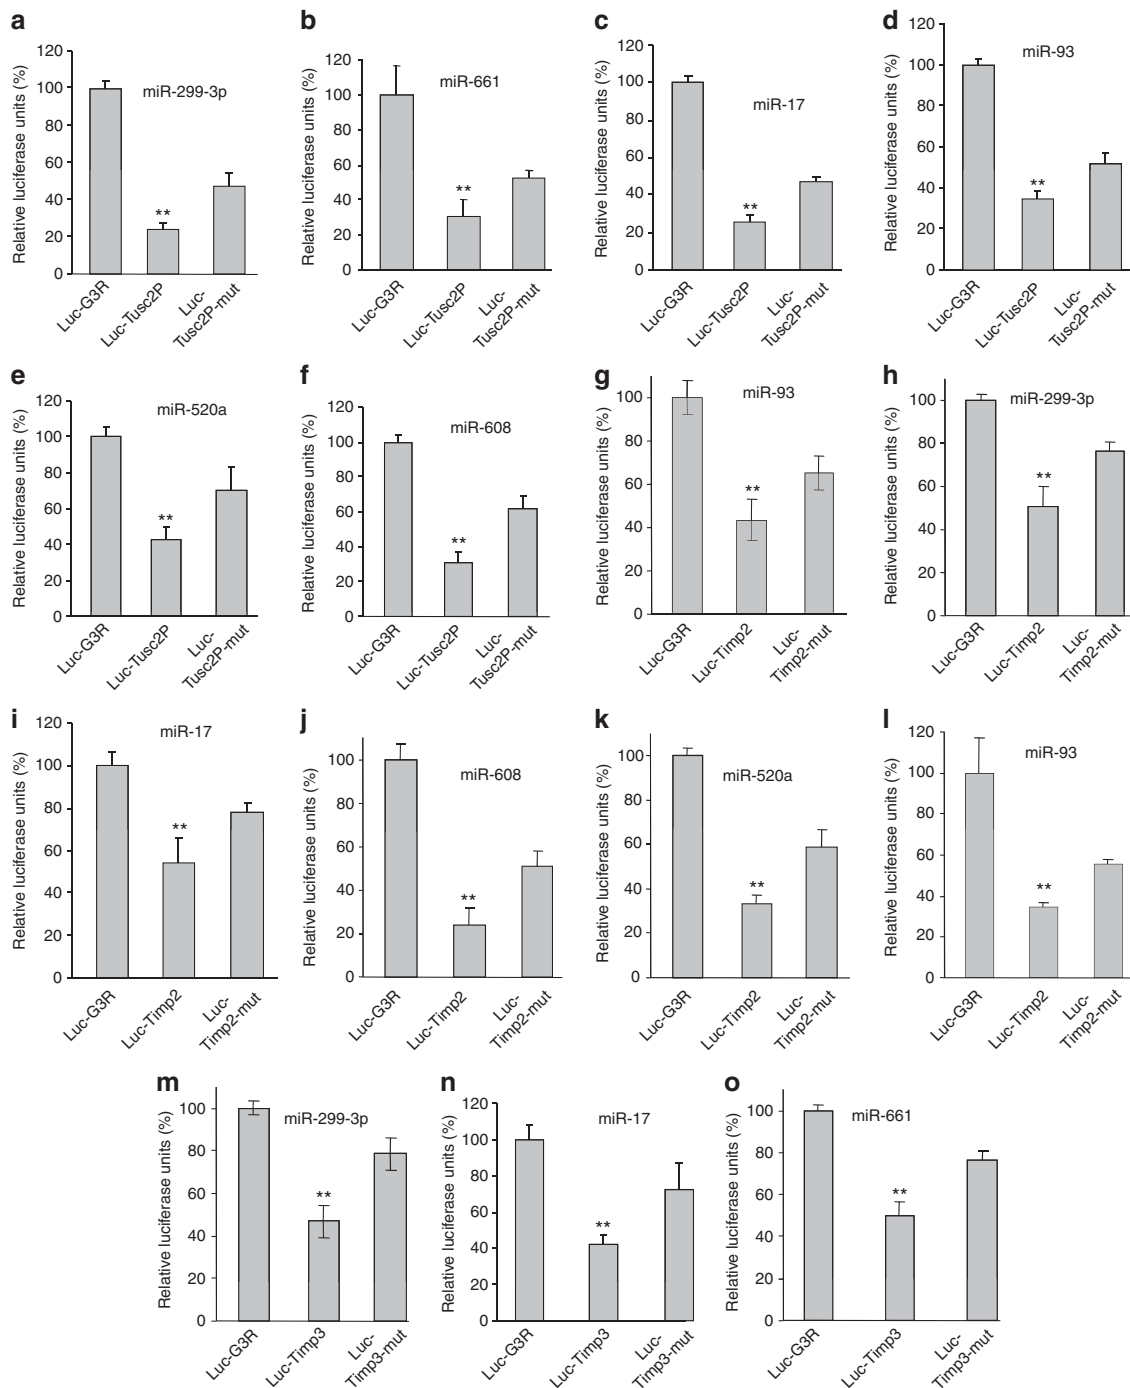 a
Relative luciferase units (%)
120
100
80
60
40
20
0
miR-299-3p
**
Luc-G3R
Luc-Tusc2P
Luc-
Tusc2P-mut
b
Relative luciferase units (%)
120
100
80
60
40
20
0
miR-661
**
Luc-G3R
Luc-Tusc2P
Luc-
Tusc2P-mut
c
Relative luciferase units (%)
120
100
80
60
40
20
0
miR-17
**
Luc-G3R
Luc-Tusc2P
Luc-
Tusc2P-mut
d
Relative luciferase units (%)
120
100
80
60
40
20
0
miR-93
**
Luc-G3R
Luc-Tusc2P
Luc-
Tusc2P-mut
e
Relative luciferase units (%)
120
100
80
60
40
20
0
miR-520a
**
Luc-G3R
Luc-Tusc2P
Luc-
Tusc2P-mut
f
Relative luciferase units (%)
120
100
80
60
40
20
0
miR-608
**
Luc-G3R
Luc-Tusc2P
Luc-
Tusc2P-mut
g
Relative luciferase units (%)
100
80
60
40
20
0
miR-93
**
Luc-G3R
Luc-Timp2
Luc-
Timp2-mut
h
Relative luciferase units (%)
100
80
60
40
20
0
miR-299-3p
**
Luc-G3R
Luc-Timp2
Luc-
Timp2-mut
i
Relative luciferase units (%)
120
100
80
60
40
20
0
miR-17
**
Luc-G3R
Luc-Timp2
Luc-
Timp2-mut
j
Relative luciferase units (%)
100
80
60
40
20
0
miR-608
**
Luc-G3R
Luc-Timp2
Luc-
Timp2-mut
k
Relative luciferase units (%)
100
80
60
40
20
0
miR-520a
**
Luc-G3R
Luc-Timp2
Luc-
Timp2-mut
l
Relative luciferase units (%)
120
100
80
60
40
20
0
miR-93
**
Luc-G3R
Luc-Timp2
Luc-
Timp2-mut
m
Relative luciferase units (%)
100
80
60
40
20
0
miR-299-3p
**
Luc-G3R
Luc-Timp3
Luc-
Timp3-mut
n
Relative luciferase units (%)
120
100
80
60
40
20
0
miR-17
**
Luc-G3R
Luc-Timp3
Luc-
Timp3-mut
o
Relative luciferase units (%)
100
80
60
40
20
0
miR-661
**
Luc-G3R
Luc-Timp3
Luc-
Timp3-mut